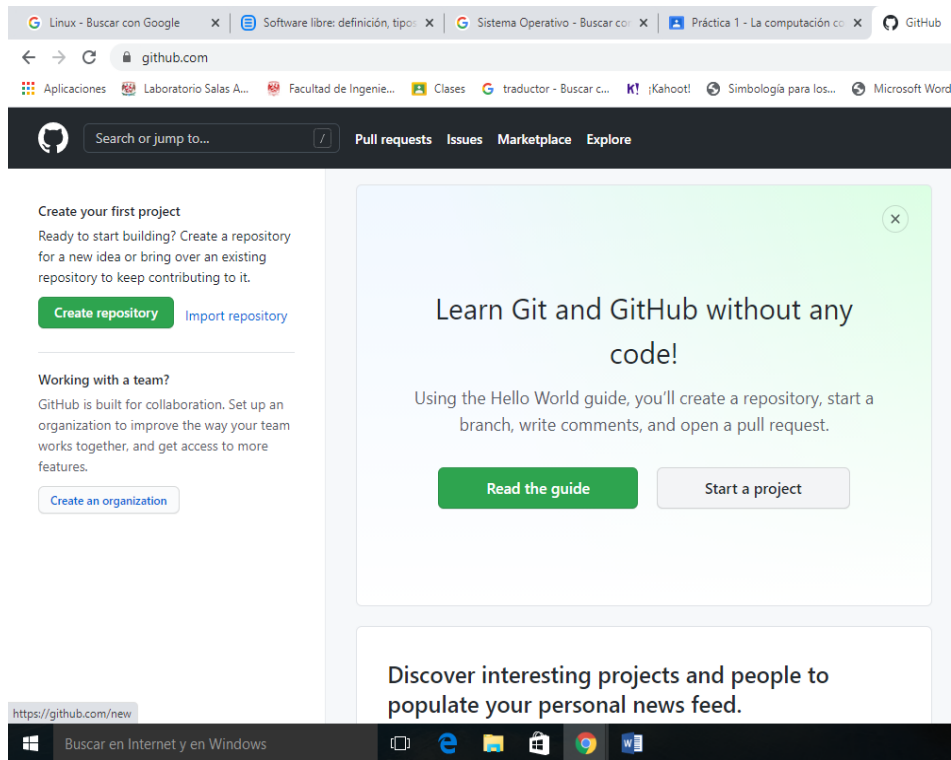 Linux - Buscar con Google
Software libre: definición, tipos
Sistema Operativo - Buscar con
Práctica 1 - La computación co
GitHub
github.com
Aplicaciones
Laboratorio Salas A...
Facultad de Ingenie...
Clases
traductor - Buscar c...
¡Kahoot!
Simbología para los...
Microsoft Word
Search or jump to...
/
Pull requests
Issues
Marketplace
Explore
Create your first project
Ready to start building? Create a repository
for a new idea or bring over an existing
repository to keep contributing to it.
Create repository
Import repository
Working with a team?
GitHub is built for collaboration. Set up an
organization to improve the way your team
works together, and get access to more
features.
Create an organization
Learn Git and GitHub without any
code!
Using the Hello World guide, you’ll create a repository, start a
branch, write comments, and open a pull request.
Read the guide
Start a project
Discover interesting projects and people to
populate your personal news feed.
https://github.com/new
Buscar en Internet y en Windows